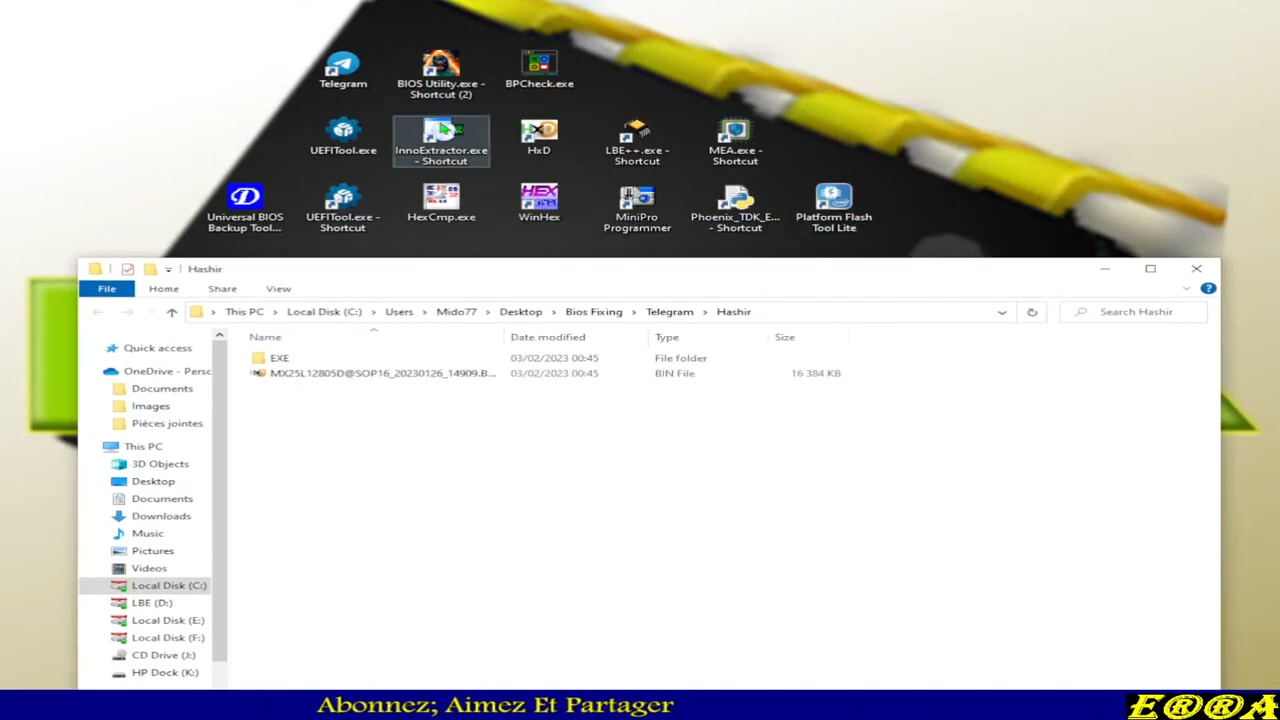 Telegram
BIOS Utility.exe -
Shortcut (2)
BPCheck.exe
UEFITool.exe
InnoExtractor.exe
- Shortcut
HxD
LBE++.exe -
Shortcut
MEA.exe -
Shortcut
Universal BIOS
Backup Tool...
UEFITool.exe -
Shortcut
HexCmp.exe
WinHex
MiniPro
Programmer
Phoenix_TDK_E...
- Shortcut
Platform Flash
Tool Lite
Hashir
File Home Share View
This PC > Local Disk (C:) > Users > Mido77 > Desktop > Bios Fixing > Telegram > Hashir
Search Hashir
Name Date modified Type Size
EXE 03/02/2023 00:45 File folder
MX25L12805D@SOP16_20230126_14909.B... 03/02/2023 00:45 BIN File 16 384 KB
Quick access
OneDrive - Persc
Documents
Images
Pièces jointes
This PC
3D Objects
Desktop
Documents
Downloads
Music
Pictures
Videos
Local Disk (C:)
LBE (D:)
Local Disk (E:)
Local Disk (F:)
CD Drive (J:)
HP Dock (K:)
Abonnez; Aimez Et Partager
E®®A